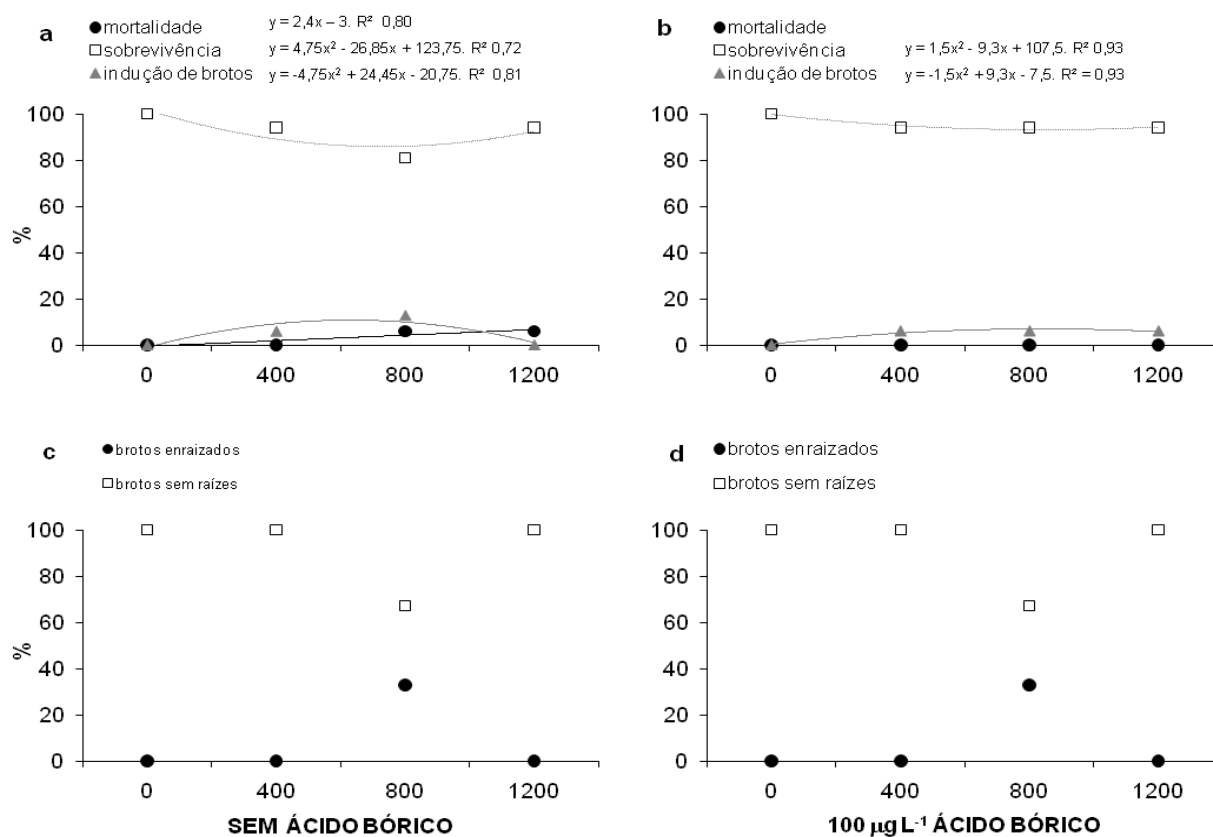 a
●mortalidade y = 2,4x – 3. R² 0,80
□sobrevivência y = 4,75x² - 26,85x + 123,75. R² 0,72
▲indução de brotos y = -4,75x² + 24,45x - 20,75. R² 0,81
100
80
60
40
20
0
%
0 400 800 1200
b
●mortalidade
□sobrevivência y = 1,5x² - 9,3x + 107,5. R² 0,93
▲indução de brotos y = -1,5x² +9,3x - 7,5. R² = 0,93
100
80
60
40
20
0
0 400 800 1200
c
●brotos enraizados
□brotos sem raízes
100
80
60
40
20
0
%
0 400 800 1200
SEM ÁCIDO BÓRICO
d
●brotos enraizados
□brotos sem raízes
100
80
60
40
20
0
0 400 800 1200
100 µg L⁻¹ ÁCIDO BÓRICO